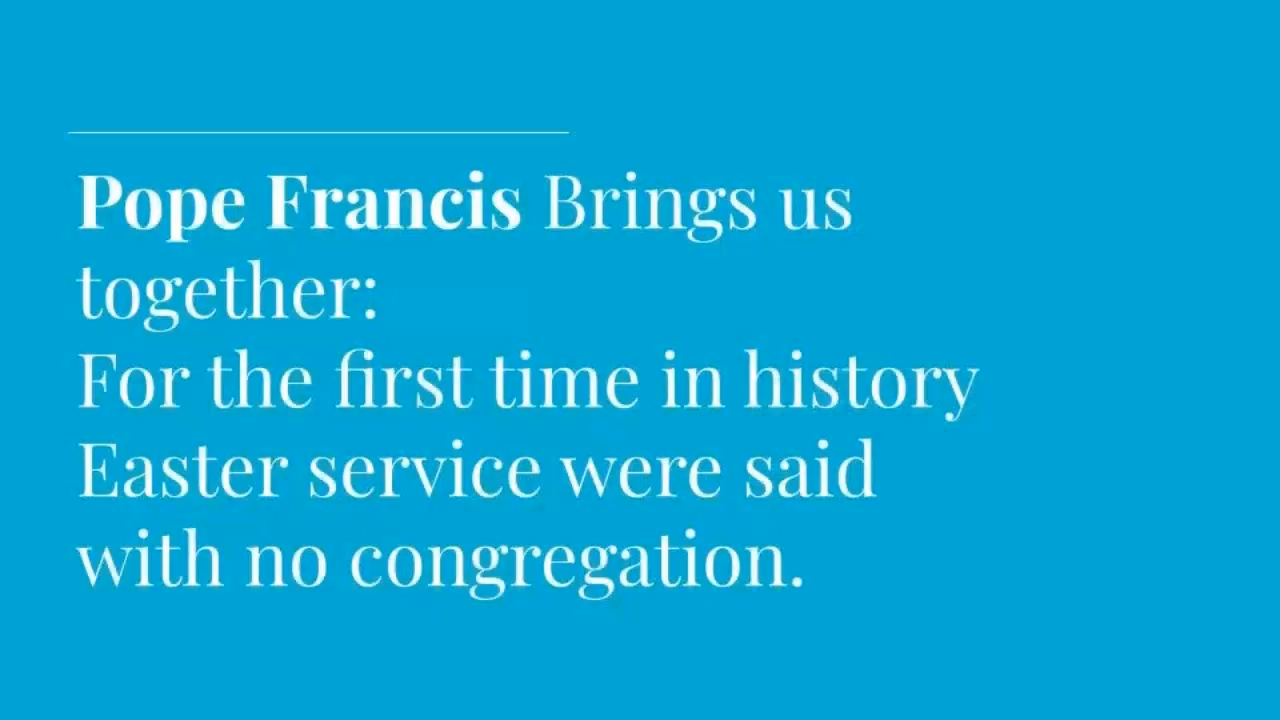 Pope Francis Brings us
together:
For the first time in history
Easter service were said
with no congregation.